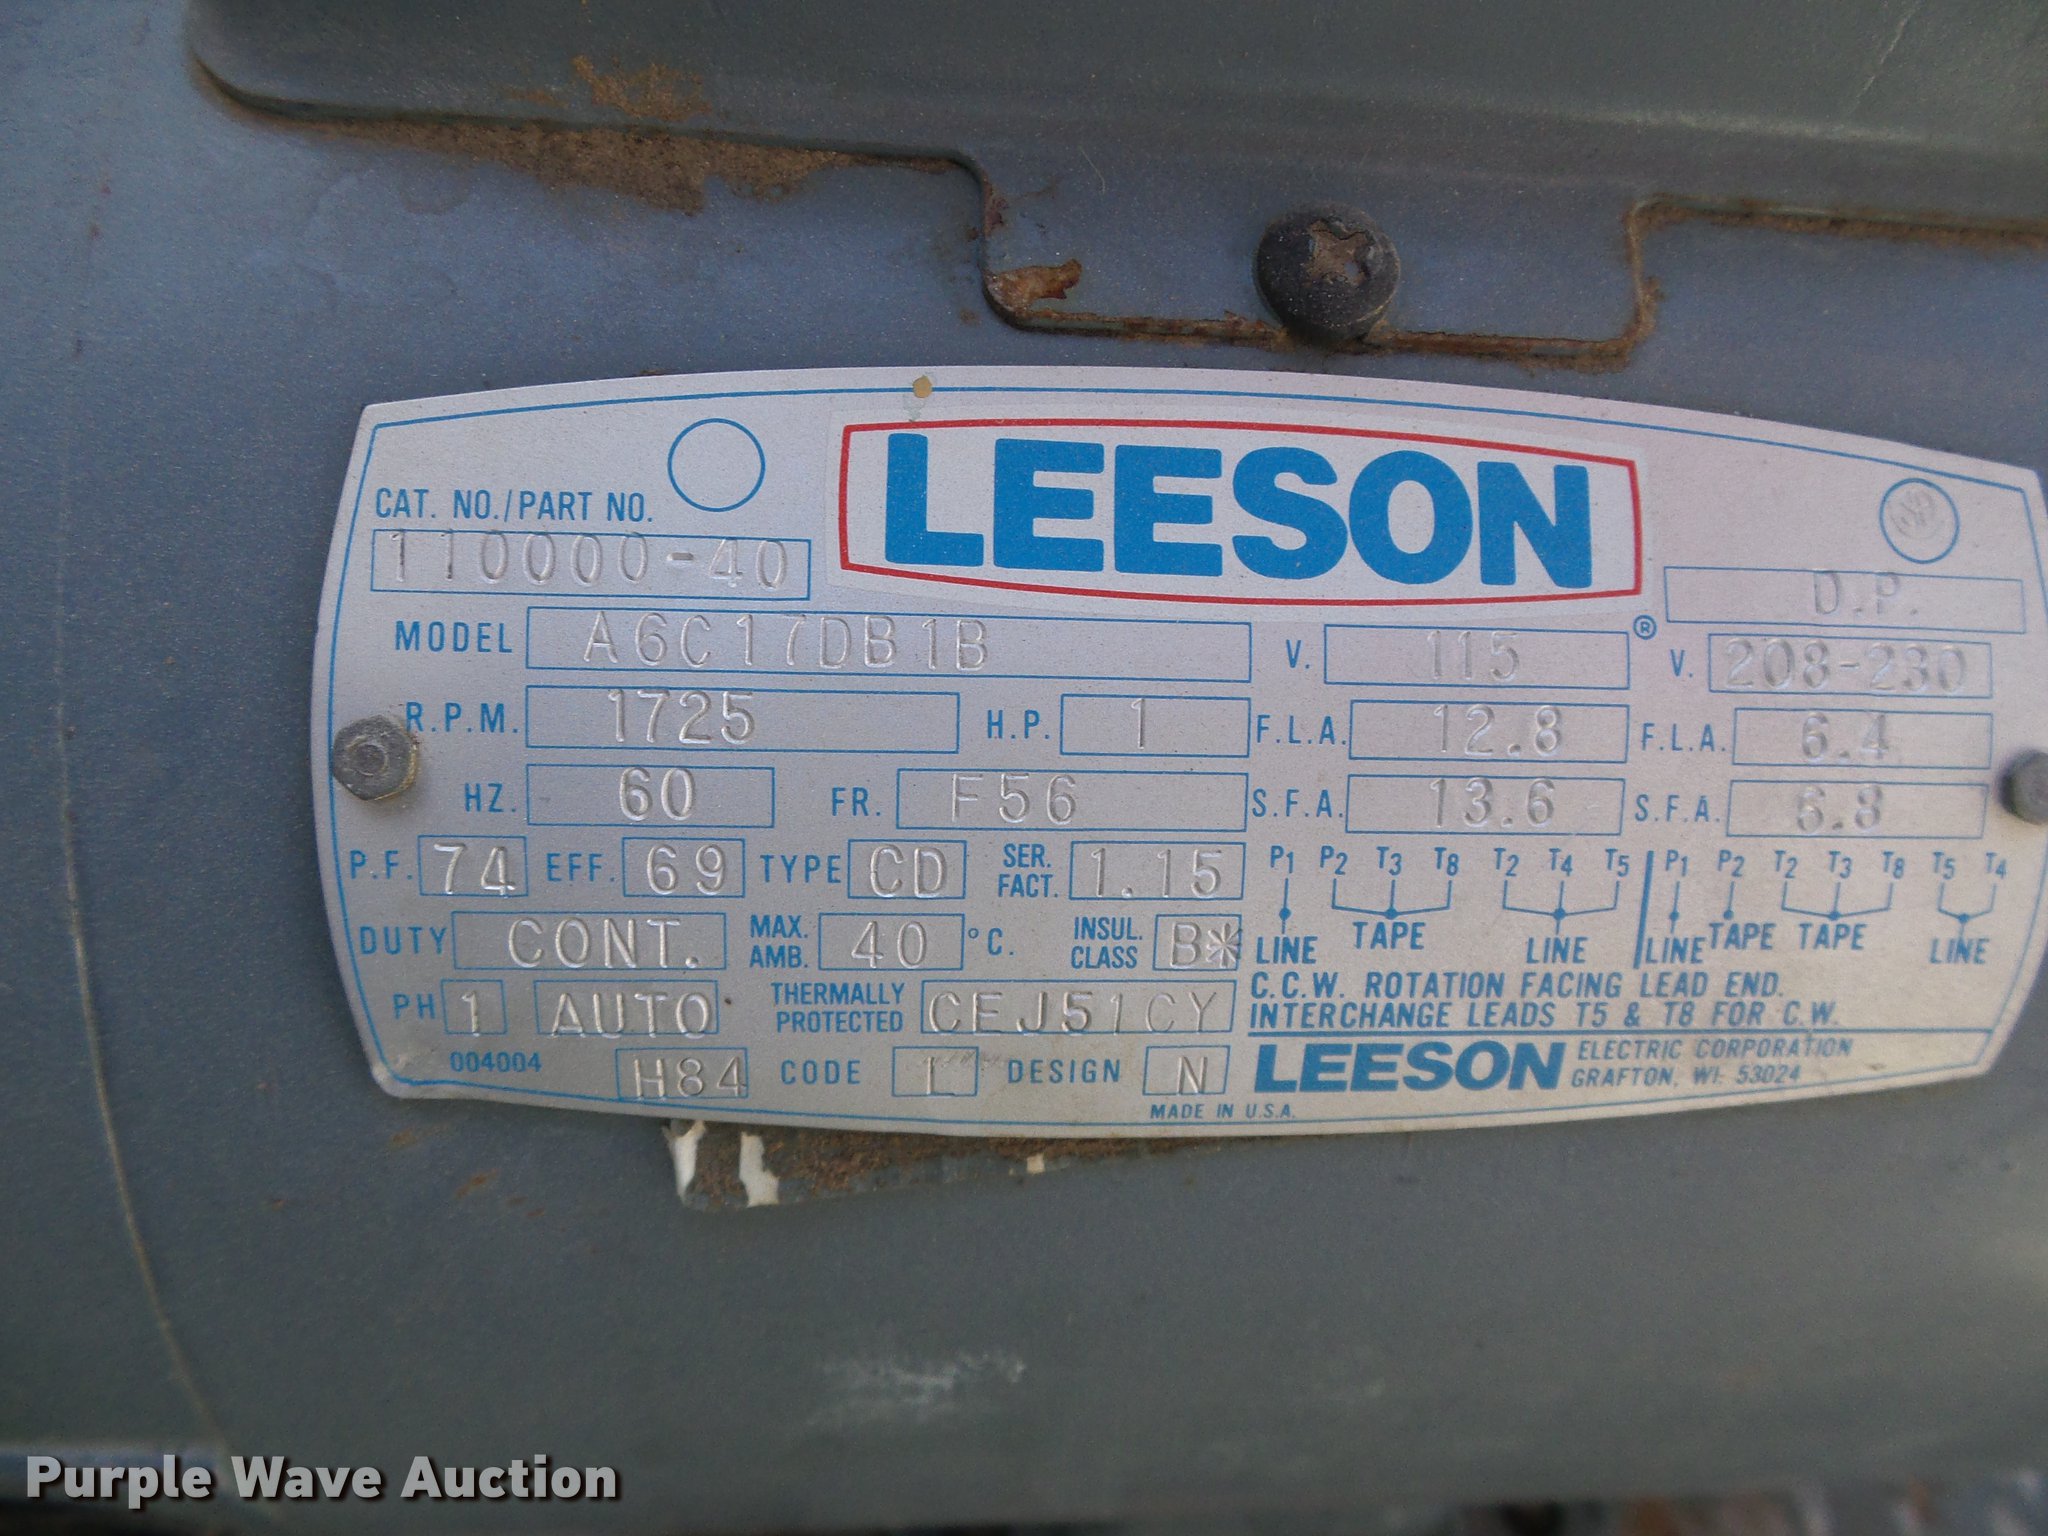 LEESON
CAT. NO./PART NO.
110000-40
D.P.
MODEL A6C17DB1B V. 115 ® V. 208-230
R.P.M. 1725 H.P. 1 F.L.A. 12.8 F.L.A. 6.4
HZ. 60 FR. F56 S.F.A. 13.6 S.F.A. 6.8
P.F. 74 EFF. 69 TYPE CD SER. FACT. 1.15
P1 P2 T3 T8 T2 T4 T5 P1 P2 T2 T3 T8 T5 T4
LINE TAPE LINE LINE TAPE TAPE LINE
DUTY CONT. MAX. AMB. 40 °C. INSUL. CLASS B*
C.C.W. ROTATION FACING LEAD END.
INTERCHANGE LEADS T5 & T8 FOR C.W.
PH 1 AUTO THERMALLY PROTECTED CEJ51CY
004004 H84 CODE L DESIGN N
LEESON ELECTRIC CORPORATION
GRAFTON, WI. 53024
MADE IN U.S.A.
Purple Wave Auction